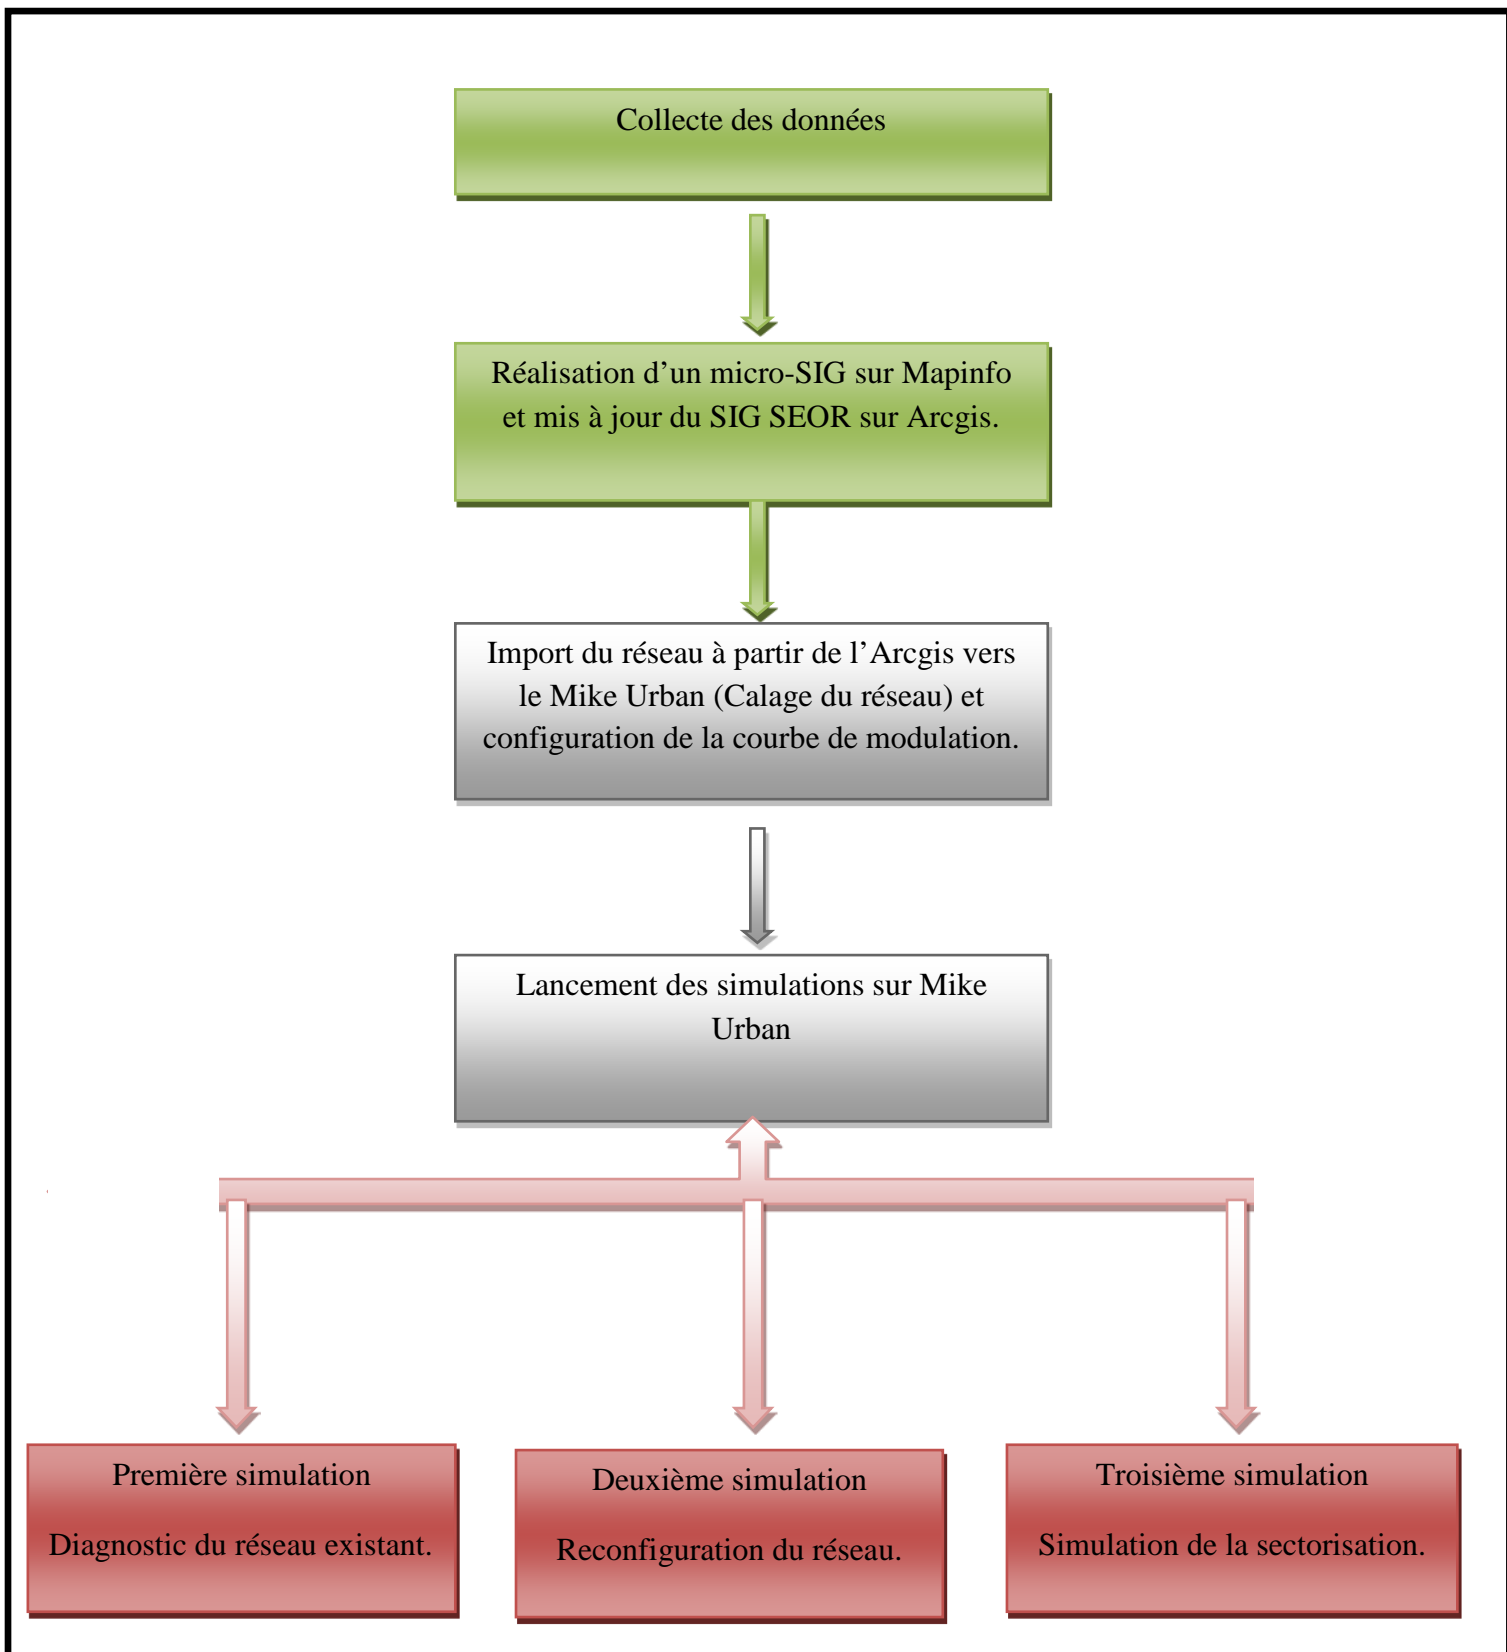 Collecte des données
Réalisation d’un micro-SIG sur Mapinfo
et mis à jour du SIG SEOR sur Arcgis.
Import du réseau à partir de l’Arcgis vers
le Mike Urban (Calage du réseau) et
configuration de la courbe de modulation.
Lancement des simulations sur Mike
Urban
Première simulation
Diagnostic du réseau existant.
Deuxième simulation
Reconfiguration du réseau.
Troisième simulation
Simulation de la sectorisation.